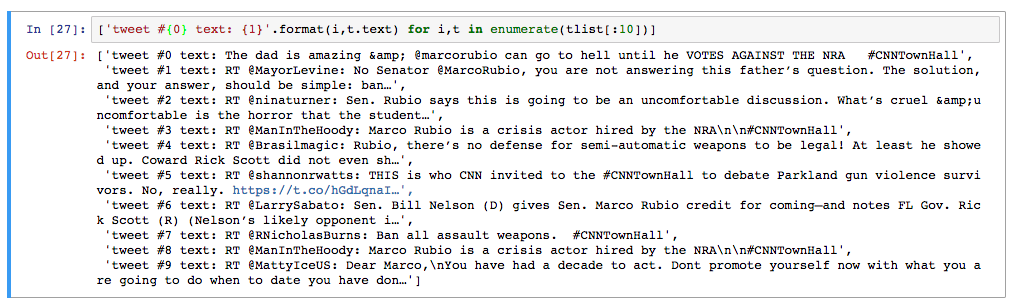 In [27]: ['tweet #{0} text: {1}'.format(i,t.text) for i,t in enumerate(tlist[:10])]
Out[27]: ['tweet #0 text: The dad is amazing &amp; @marcorubio can go to hell until he VOTES AGAINST THE NRA   #CNNTownHall',
'tweet #1 text: RT @MayorLevine: No Senator @MarcoRubio, you are not answering this father’s question. The solution,
and your answer, should be simple: ban…',
'tweet #2 text: RT @ninaturner: Sen. Rubio says this is going to be an uncomfortable discussion. What’s cruel &amp;u
ncomfortable is the horror that the student…',
'tweet #3 text: RT @ManInTheHoody: Marco Rubio is a crisis actor hired by the NRA\n\n#CNNTownHall',
'tweet #4 text: RT @Brasilmagic: Rubio, there’s no defense for semi-automatic weapons to be legal! At least he showe
d up. Coward Rick Scott did not even sh…',
'tweet #5 text: RT @shannonrwatts: THIS is who CNN invited to the #CNNTownHall to debate Parkland gun violence survi
vors. No, really. https://t.co/hGdLqnaI…',
'tweet #6 text: RT @LarrySabato: Sen. Bill Nelson (D) gives Sen. Marco Rubio credit for coming—and notes FL Gov. Ric
k Scott (R) (Nelson’s likely opponent i…',
'tweet #7 text: RT @RNicholasBurns: Ban all assault weapons.  #CNNTownHall',
'tweet #8 text: RT @ManInTheHoody: Marco Rubio is a crisis actor hired by the NRA\n\n#CNNTownHall',
'tweet #9 text: RT @MattyIceUS: Dear Marco,\nYou have had a decade to act. Dont promote yourself now with what you a
re going to do when to date you have don…']